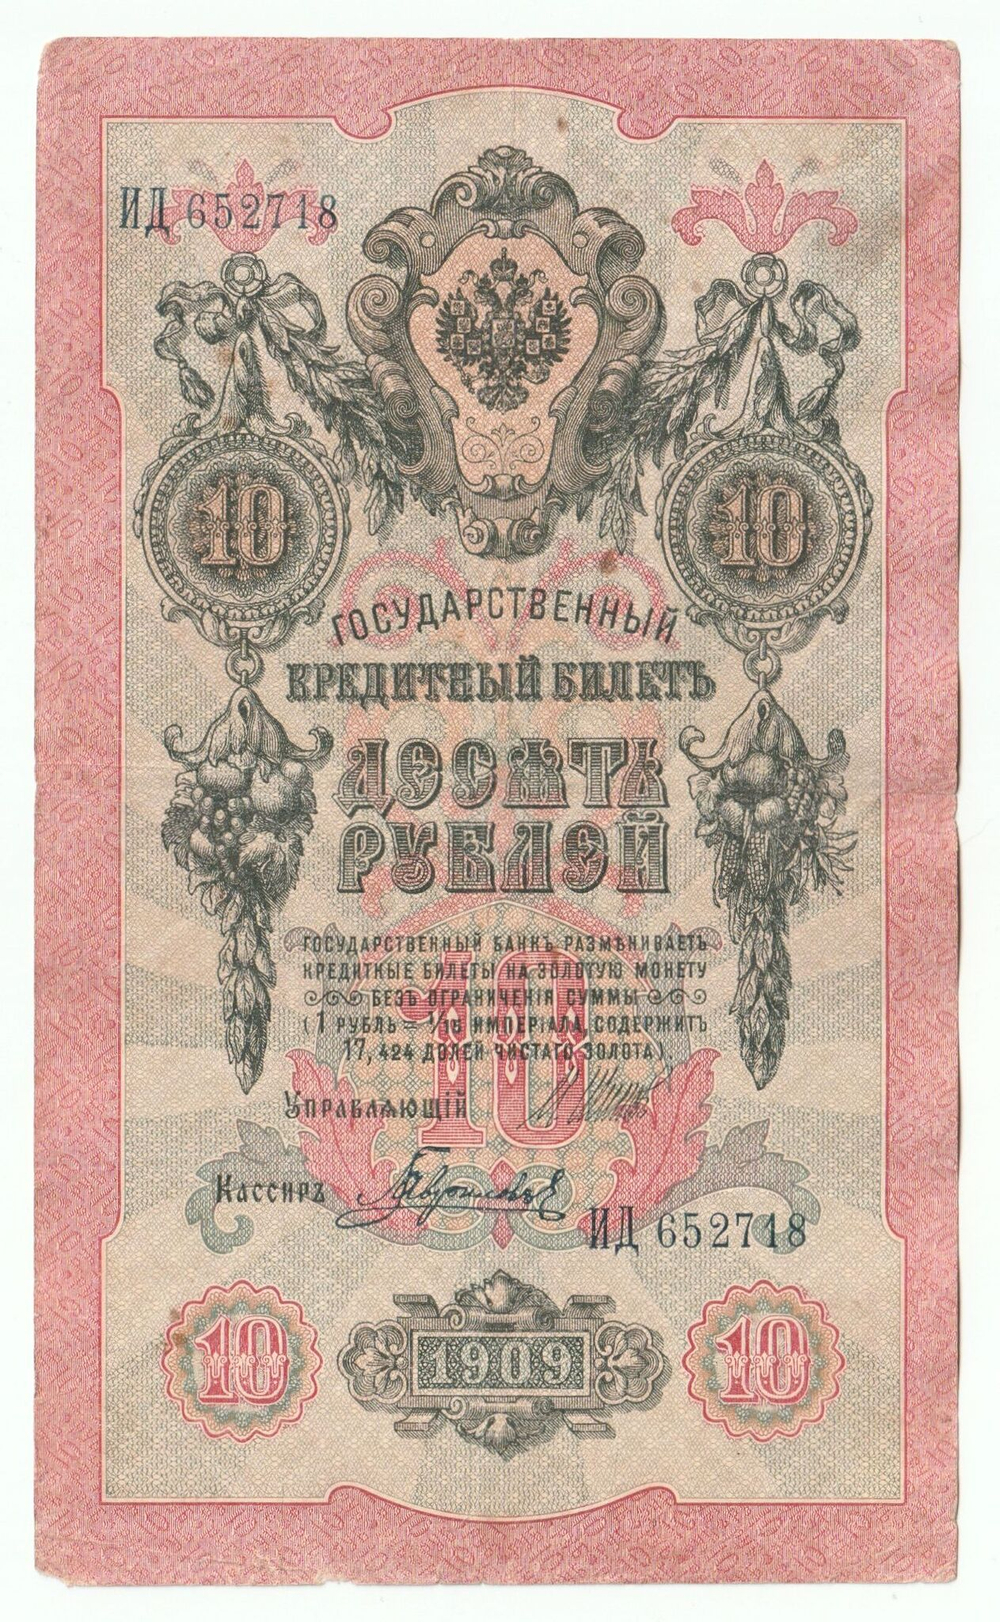 ИД 652718
10 10
ГОСУДАРСТВЕННЫЙ
КРЕДИТНЫЙ БИЛЕТЪ
ДЕСЯТЬ
РУБЛЕЙ
ГОСУДАРСТВЕННЫЙ БАНКЪ РАЗМѢНИВАЕТЪ
КРЕДИТНЫЕ БИЛЕТЫ НА ЗОЛОТУЮ МОНЕТУ
БЕЗЪ ОГРАНИЧЕНІЯ СУММЫ
(1 РУБЛЬ = 1/15 ИМПЕРІАЛА, СОДЕРЖИТЪ
17,424 ДОЛЕЙ ЧИСТАГО ЗОЛОТА).
10
УПРАВЛЯЮЩІЙ
КАССИРЪ
ИД 652718
10 1909 10